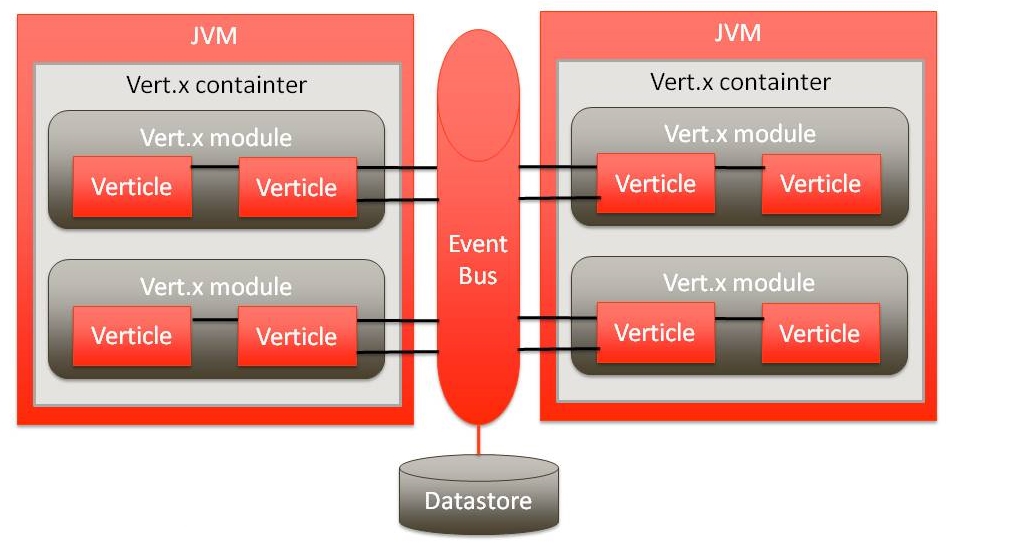 JVM
Vert.x containter
Vert.x module
Verticle
Verticle
Vert.x module
Verticle
Verticle
Event
Bus
JVM
Vert.x containter
Vert.x module
Verticle
Verticle
Vert.x module
Verticle
Verticle
Datastore